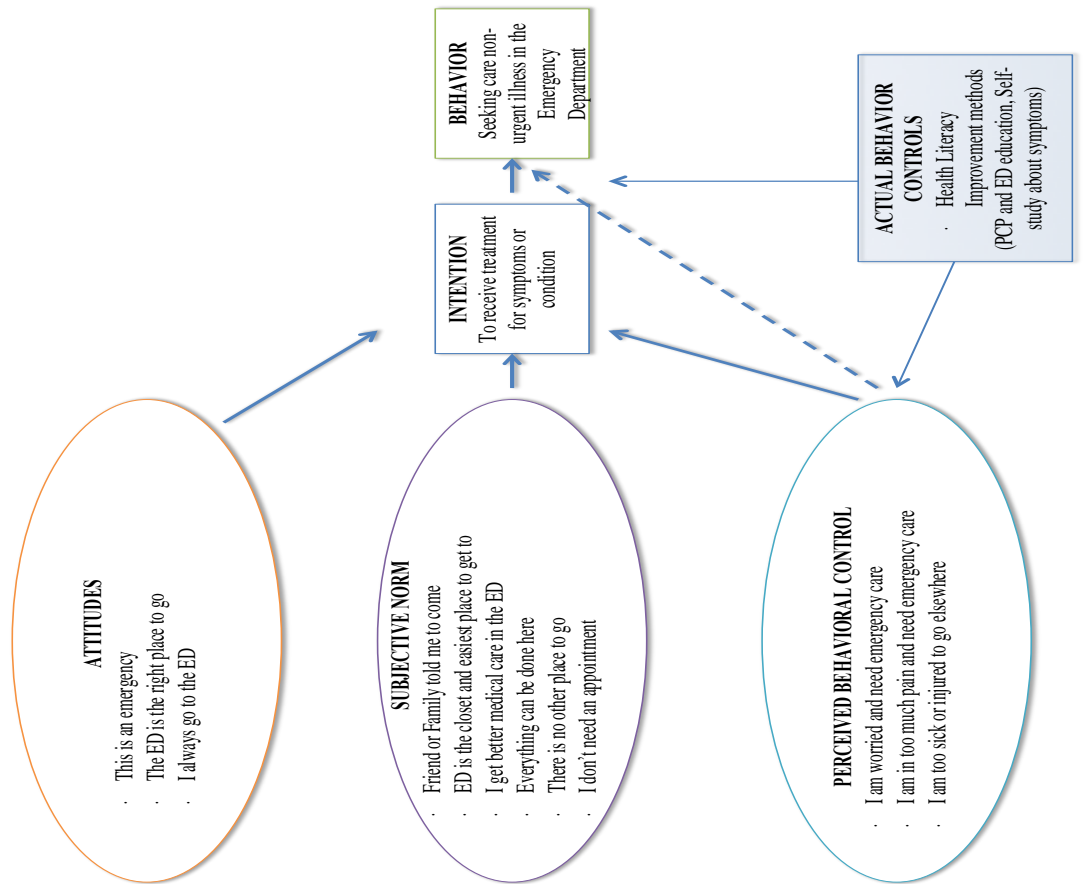 ATTITUDES
· This is an emergency
· The ED is the right place to go
· I always go to the ED
SUBJECTIVE NORM
· Friend or Family told me to come
· ED is the closet and easiest place to get to
· I get better medical care in the ED
· Everything can be done here
· There is no other place to go
· I don't need an appointment
PERCEIVED BEHAVIORAL CONTROL
· I am worried and need emergency care
· I am in too much pain and need emergency care
· I am too sick or injured to go elsewhere
INTENTION
To receive treatment
for symptoms or
condition
BEHAVIOR
Seeking care non-
urgent illness in the
Emergency
Department
ACTUAL BEHAVIOR
CONTROLS
· Health Literacy
Improvement methods
(PCP and ED education, Self-
study about symptoms)